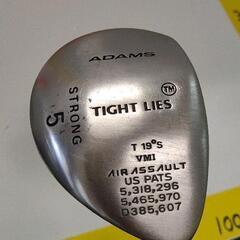 ADAMS
TIGHT LIES TM
STRONG
5
T 19°S
VMI
AIR ASSAULT
US PATS
5,318,296
5,465,970
D385,607